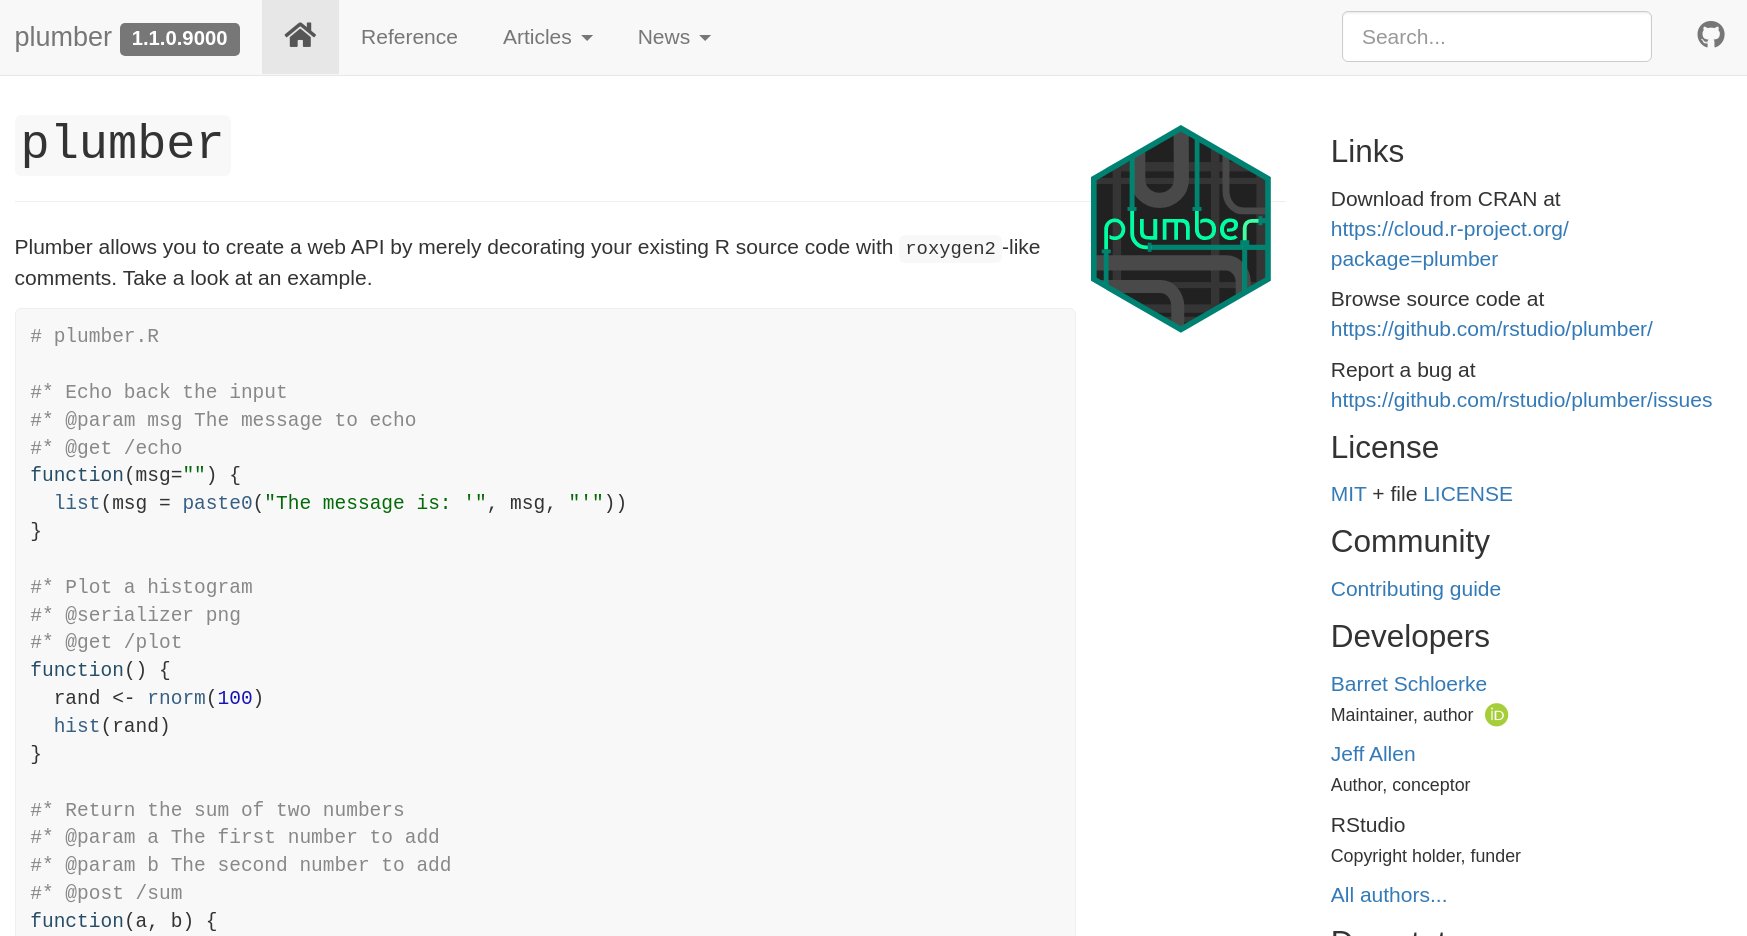 plumber 1.1.0.9000 Reference Articles News Search...
plumber
Plumber allows you to create a web API by merely decorating your existing R source code with roxygen2-like
comments. Take a look at an example.
# plumber.R
#* Echo back the input
#* @param msg The message to echo
#* @get /echo
function(msg="") {
  list(msg = paste0("The message is: '", msg, "'"))
}
#* Plot a histogram
#* @serializer png
#* @get /plot
function() {
  rand <- rnorm(100)
  hist(rand)
}
#* Return the sum of two numbers
#* @param a The first number to add
#* @param b The second number to add
#* @post /sum
function(a, b) {
plumber
Links
Download from CRAN at
https://cloud.r-project.org/
package=plumber
Browse source code at
https://github.com/rstudio/plumber/
Report a bug at
https://github.com/rstudio/plumber/issues
License
MIT + file LICENSE
Community
Contributing guide
Developers
Barret Schloerke
Maintainer, author iD
Jeff Allen
Author, conceptor
RStudio
Copyright holder, funder
All authors...